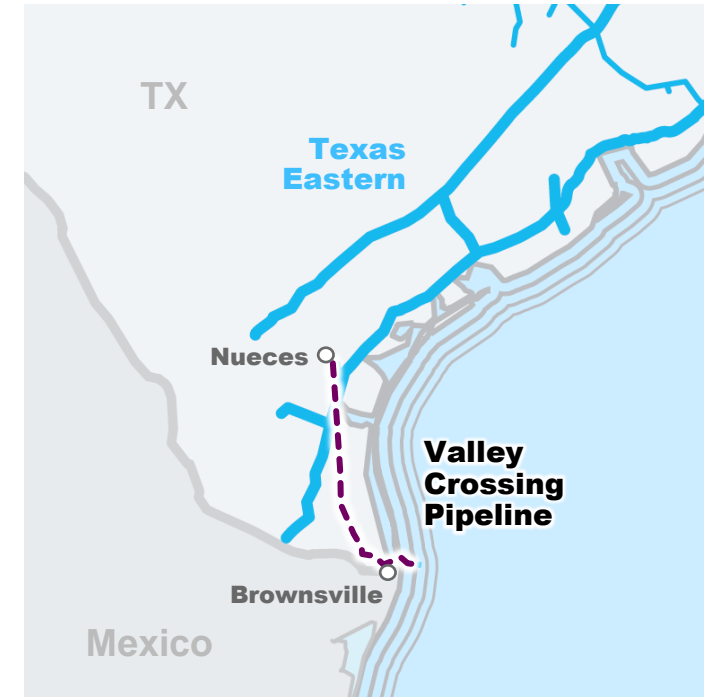 TX
Texas
Eastern
Nueces
Valley
Crossing
Pipeline
Brownsville
Mexico